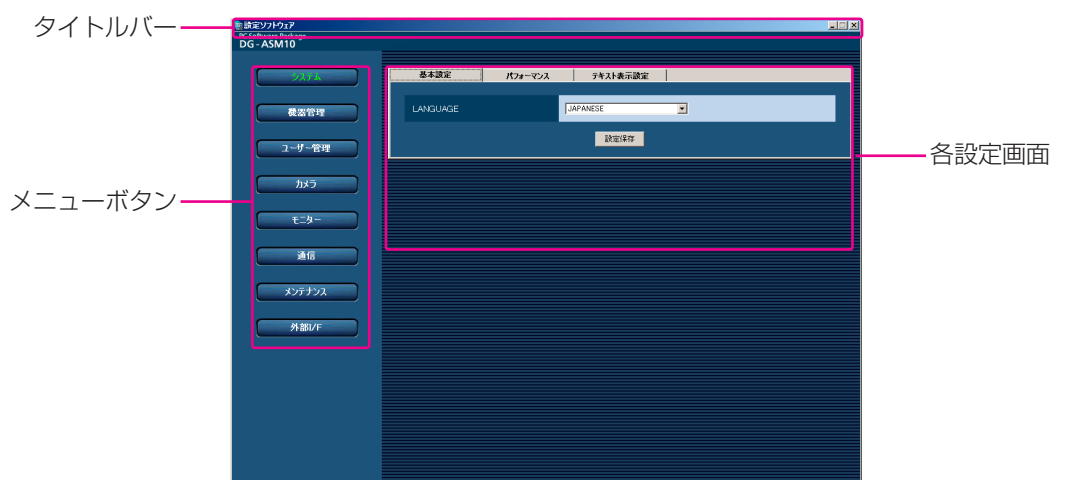 タイトルバー
設定ソフトウェア
PC Software Package
DG-ASM10
メニューボタン
システム
機器管理
ユーザー管理
カメラ
モニター
通信
メンテナンス
外部I/F
各設定画面
基本設定 パフォーマンス テキスト表示設定
LANGUAGE JAPANESE
設定保存